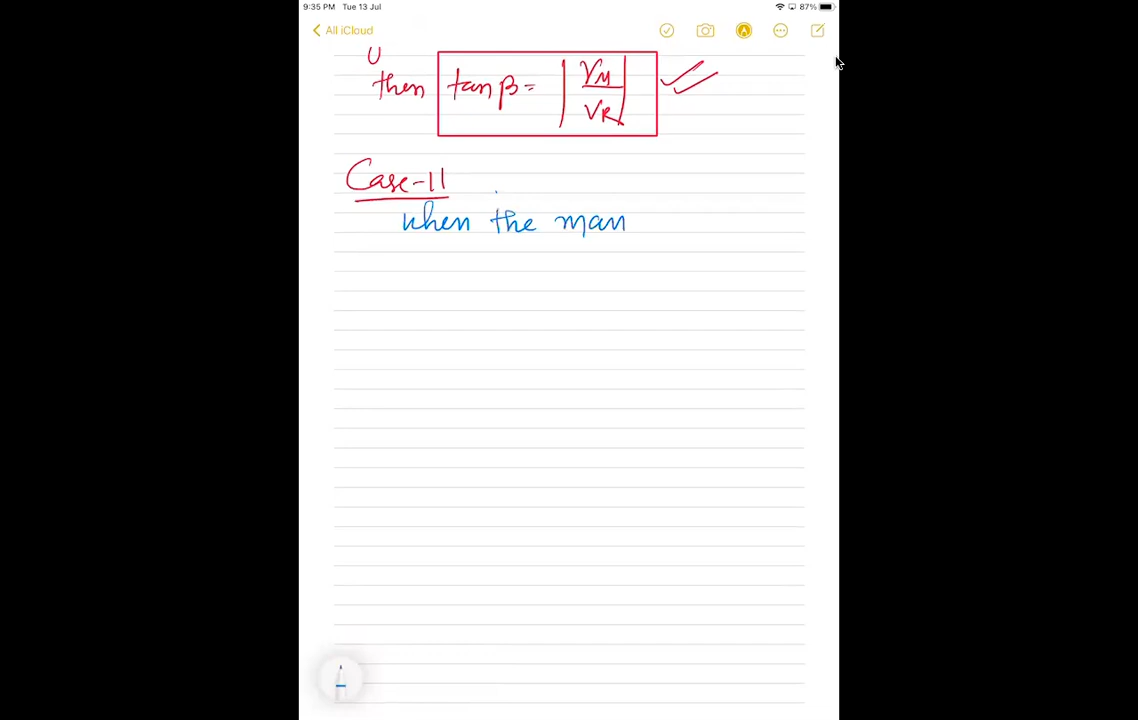 9:35 PM Tue 13 Jul 87%
All iCloud
then tan β = | VM / VR |
Case-II
when the man